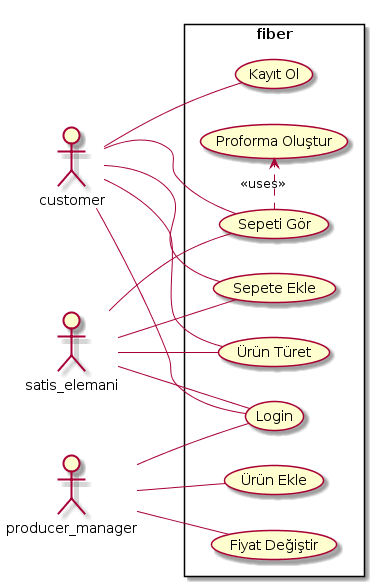 fiber
Kayıt Ol
Proforma Oluştur
customer
«uses»
Sepeti Gör
Sepete Ekle
Ürün Türet
satis_elemani
Login
Ürün Ekle
producer_manager
Fiyat Değiştir